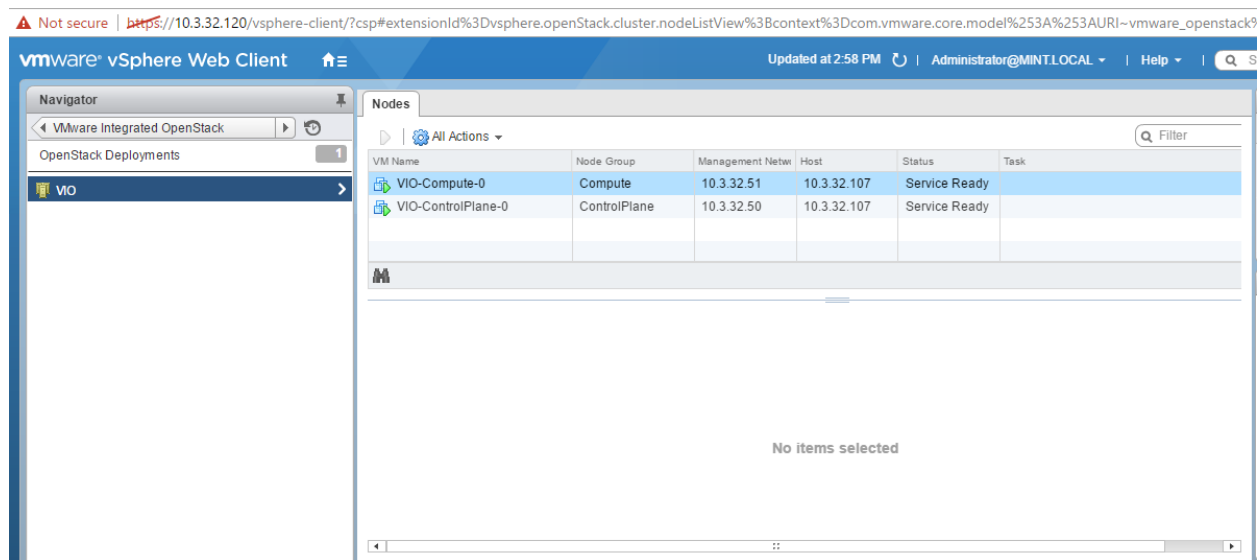 Not secure | https://10.3.32.120/vsphere-client/?csp#extensionId%3Dvsphere.openStack.cluster.nodeListView%3Bcontext%3Dcom.vmware.core.model%253A%253AURI~vmware_openstack%
vmware® vSphere Web Client Updated at 2:58 PM | Administrator@MINT.LOCAL | Help | S
Navigator
VMware Integrated OpenStack
OpenStack Deployments 1
VIO
Nodes
All Actions Filter
VM Name Node Group Management Netwo Host Status Task
VIO-Compute-0 Compute 10.3.32.51 10.3.32.107 Service Ready
VIO-ControlPlane-0 ControlPlane 10.3.32.50 10.3.32.107 Service Ready
No items selected